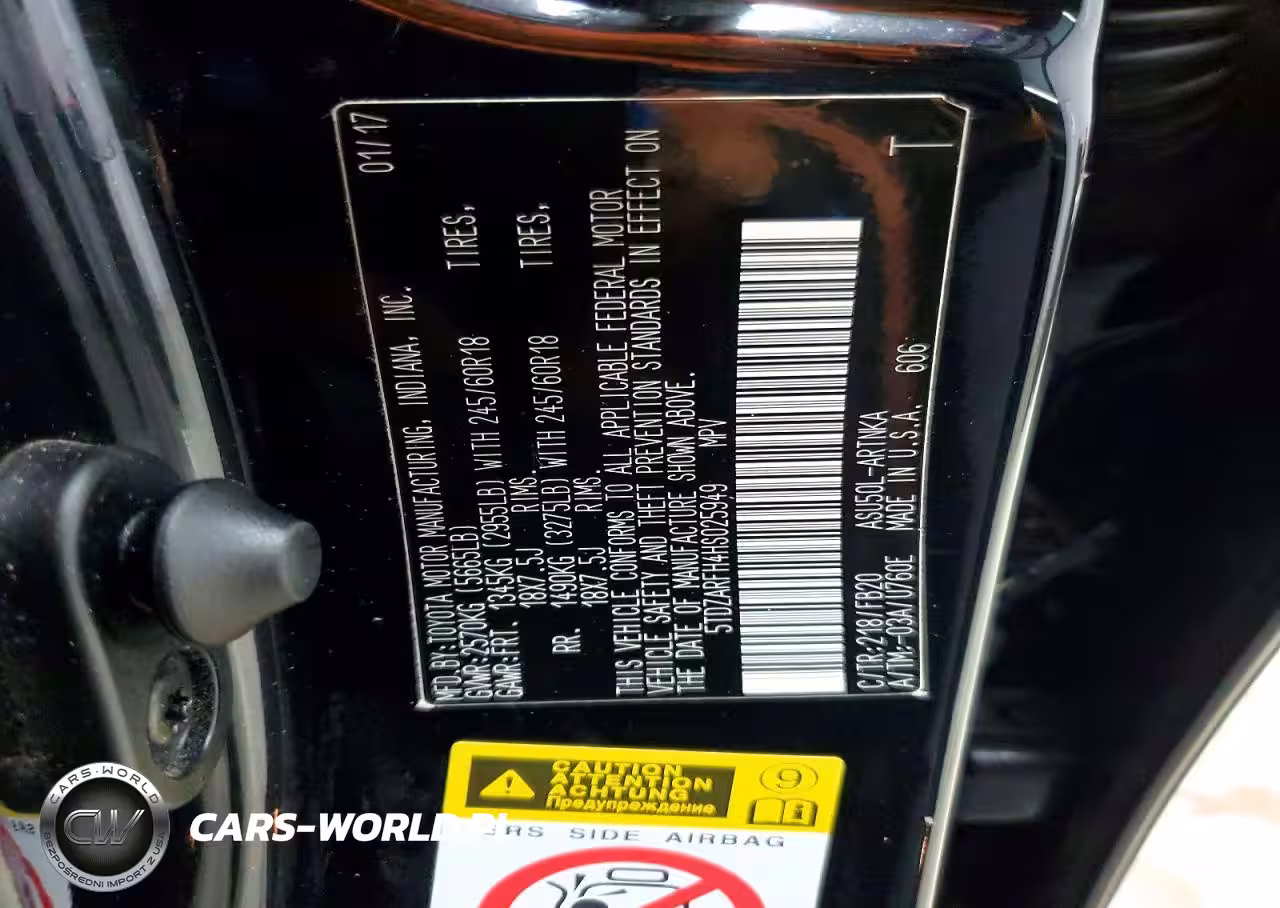 01/17
MFD.BY:TOYOTA MOTOR MANUFACTURING, INDIANA, INC.
GVWR:2570KG (5665LB)
GAWR:FRT. 1345KG (2955LB) WITH 245/60R18 TIRES,
18X7.5J RIMS.
RR. 1490KG (3275LB) WITH 245/60R18 TIRES,
18X7.5J RIMS.
THIS VEHICLE CONFORMS TO ALL APPLICABLE FEDERAL MOTOR
VEHICLE SAFETY AND THEFT PREVENTION STANDARDS IN EFFECT ON
THE DATE OF MANUFACTURE SHOWN ABOVE.
5TDZARFH4HS025949 MPV
C/TR:218/FB20 ASU50L-ARTNKA
A/TM:-03A/U760E MADE IN U.S.A. 606
T
CAUTION
ATTENTION
ACHTUNG
Предупреждение
9
i
SRS SIDE AIRBAG
CARS-WORLD
CW
BEZPOŚREDNI IMPORT Z USA
CARS-WORLD.PL